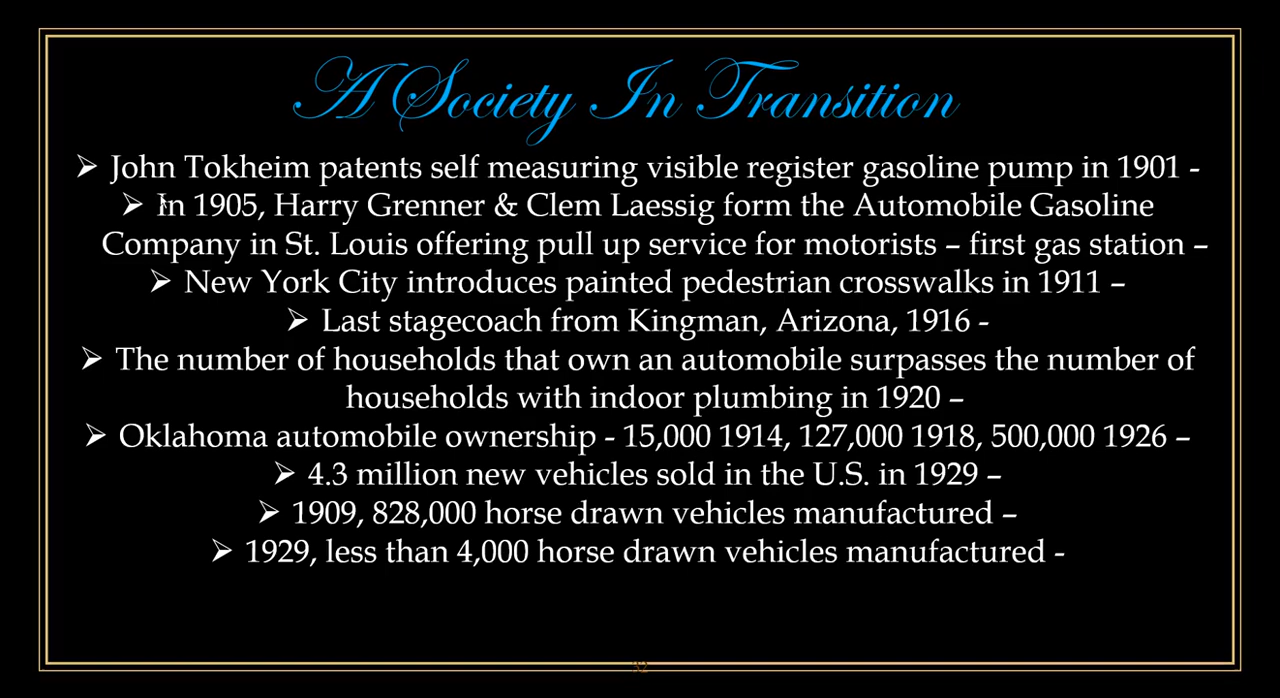 A Society In Transition
➢ John Tokheim patents self measuring visible register gasoline pump in 1901 -
➢ In 1905, Harry Grenner & Clem Laessig form the Automobile Gasoline
Company in St. Louis offering pull up service for motorists – first gas station –
➢ New York City introduces painted pedestrian crosswalks in 1911 –
➢ Last stagecoach from Kingman, Arizona, 1916 -
➢ The number of households that own an automobile surpasses the number of
households with indoor plumbing in 1920 –
➢ Oklahoma automobile ownership - 15,000 1914, 127,000 1918, 500,000 1926 –
➢ 4.3 million new vehicles sold in the U.S. in 1929 –
➢ 1909, 828,000 horse drawn vehicles manufactured –
➢ 1929, less than 4,000 horse drawn vehicles manufactured -
32